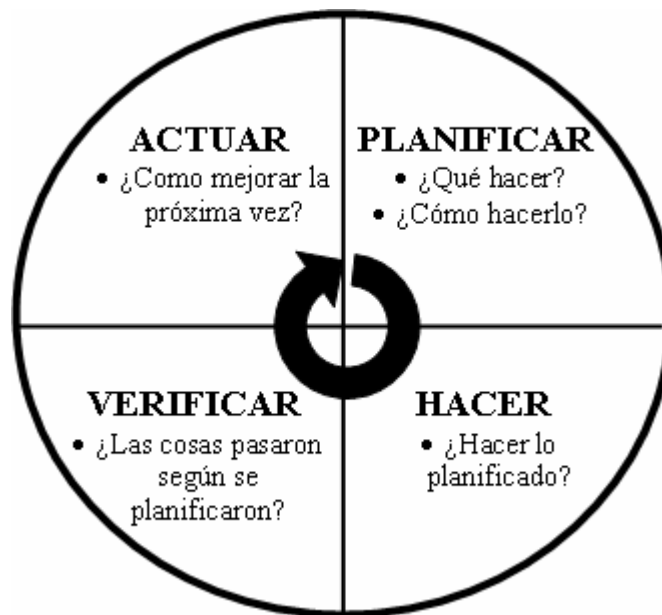 ACTUAR
• ¿Como mejorar la
próxima vez?
PLANIFICAR
• ¿Qué hacer?
• ¿Cómo hacerlo?
VERIFICAR
• ¿Las cosas pasaron
según se
planificaron?
HACER
• ¿Hacer lo
planificado?